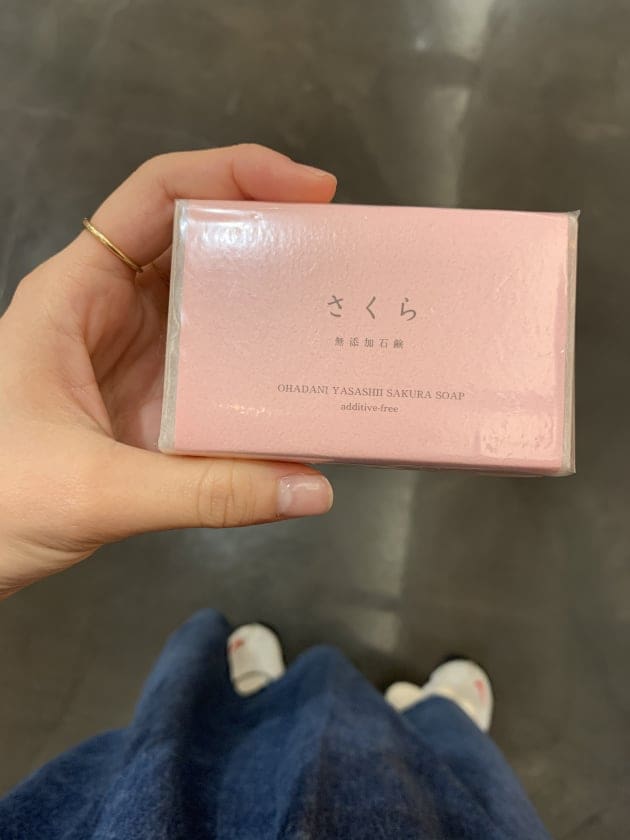 さくら
無添加石鹸
OHADANI YASASHII SAKURA SOAP
additive-free